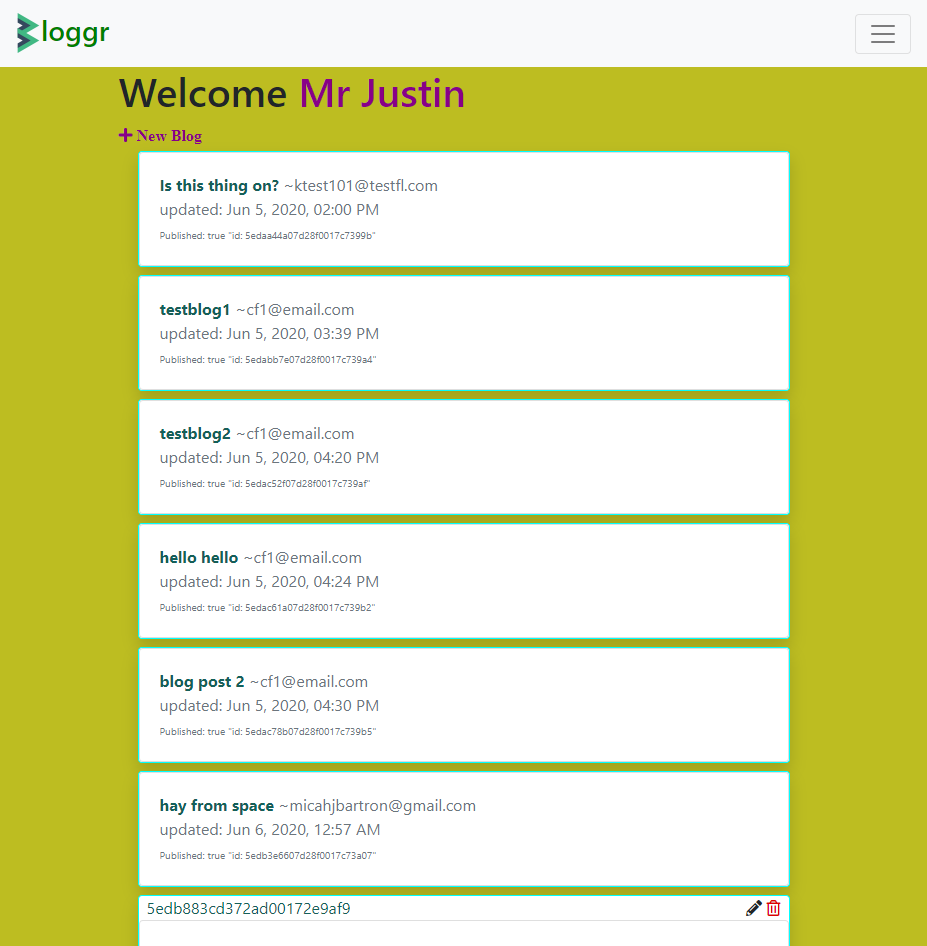 Bloggr
Welcome Mr Justin
+ New Blog
Is this thing on? ~ktest101@testfl.com
updated: Jun 5, 2020, 02:00 PM
Published: true "id: 5edaa44a07d28f0017c7399b"
testblog1 ~cf1@email.com
updated: Jun 5, 2020, 03:39 PM
Published: true "id: 5edabb7e07d28f0017c739a4"
testblog2 ~cf1@email.com
updated: Jun 5, 2020, 04:20 PM
Published: true "id: 5edac52f07d28f0017c739af"
hello hello ~cf1@email.com
updated: Jun 5, 2020, 04:24 PM
Published: true "id: 5edac61a07d28f0017c739b2"
blog post 2 ~cf1@email.com
updated: Jun 5, 2020, 04:30 PM
Published: true "id: 5edac78b07d28f0017c739b5"
hay from space ~micahjbartron@gmail.com
updated: Jun 6, 2020, 12:57 AM
Published: true "id: 5edb3e6607d28f0017c73a07"
5edb883cd372ad00172e9af9